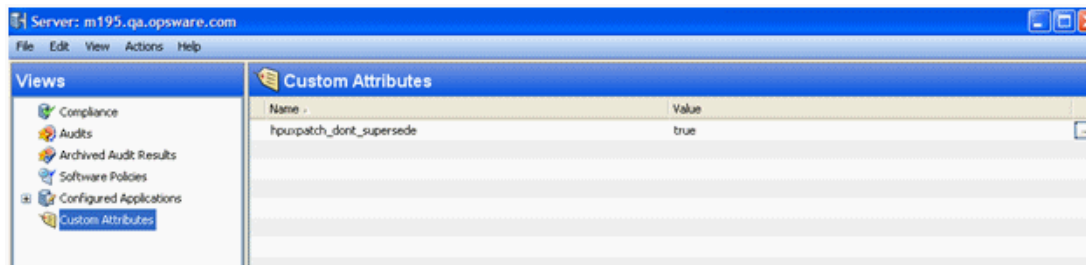 Server: m195.qa.opsware.com
File Edit View Actions Help
Views
Compliance
Audits
Archived Audit Results
Software Policies
Configured Applications
Custom Attributes
Custom Attributes
Name Value
hpuxpatch_dont_supersede true